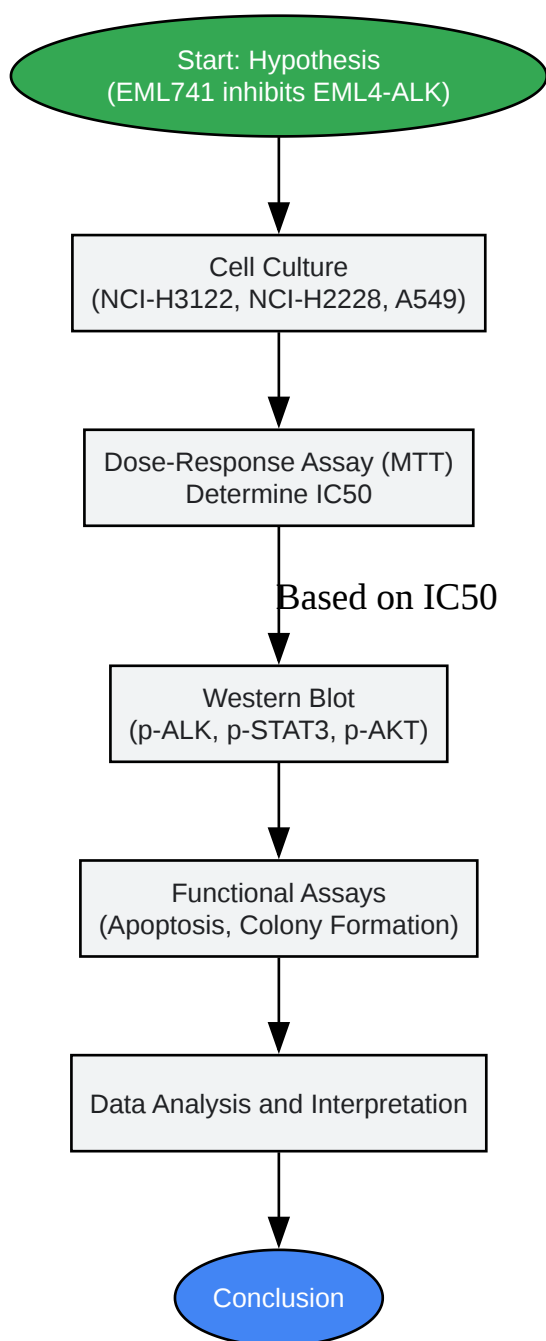 Start: Hypothesis
(EML741 inhibits EML4-ALK)
Cell Culture
(NCI-H3122, NCI-H2228, A549)
Dose-Response Assay (MTT)
Determine IC50
Based on IC50
Western Blot
(p-ALK, p-STAT3, p-AKT)
Functional Assays
(Apoptosis, Colony Formation)
Data Analysis and Interpretation
Conclusion